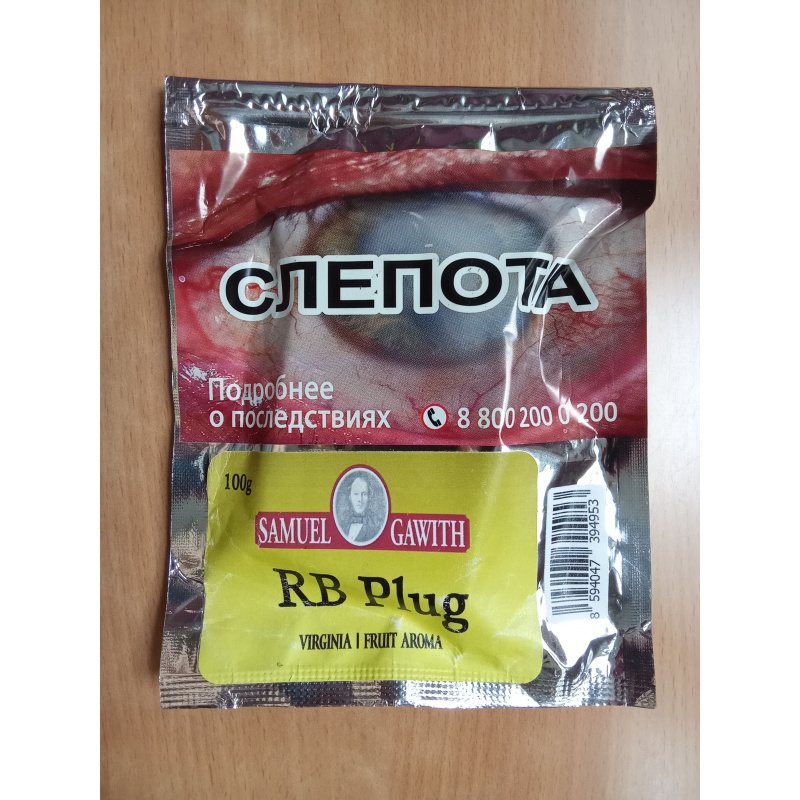 СЛЕПОТА
Подробнее
о последствиях
8 800 200 0 200
100g
SAMUEL GAWITH
RB Plug
VIRGINIA | FRUIT AROMA
8 594047 394953